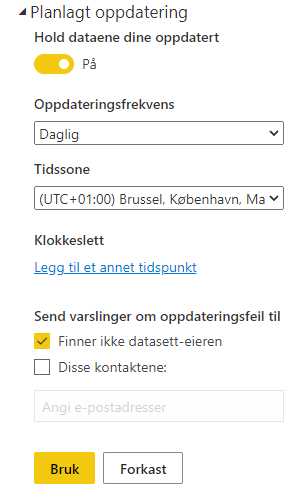 Planlagt oppdatering
Hold dataene dine oppdatert
På
Oppdateringsfrekvens
Daglig
Tidssone
(UTC+01:00) Brussel, København, Ma
Klokkeslett
Legg til et annet tidspunkt
Send varslinger om oppdateringsfeil til
Finner ikke datasett-eieren
Disse kontaktene:
Angi e-postadresser
Bruk
Forkast